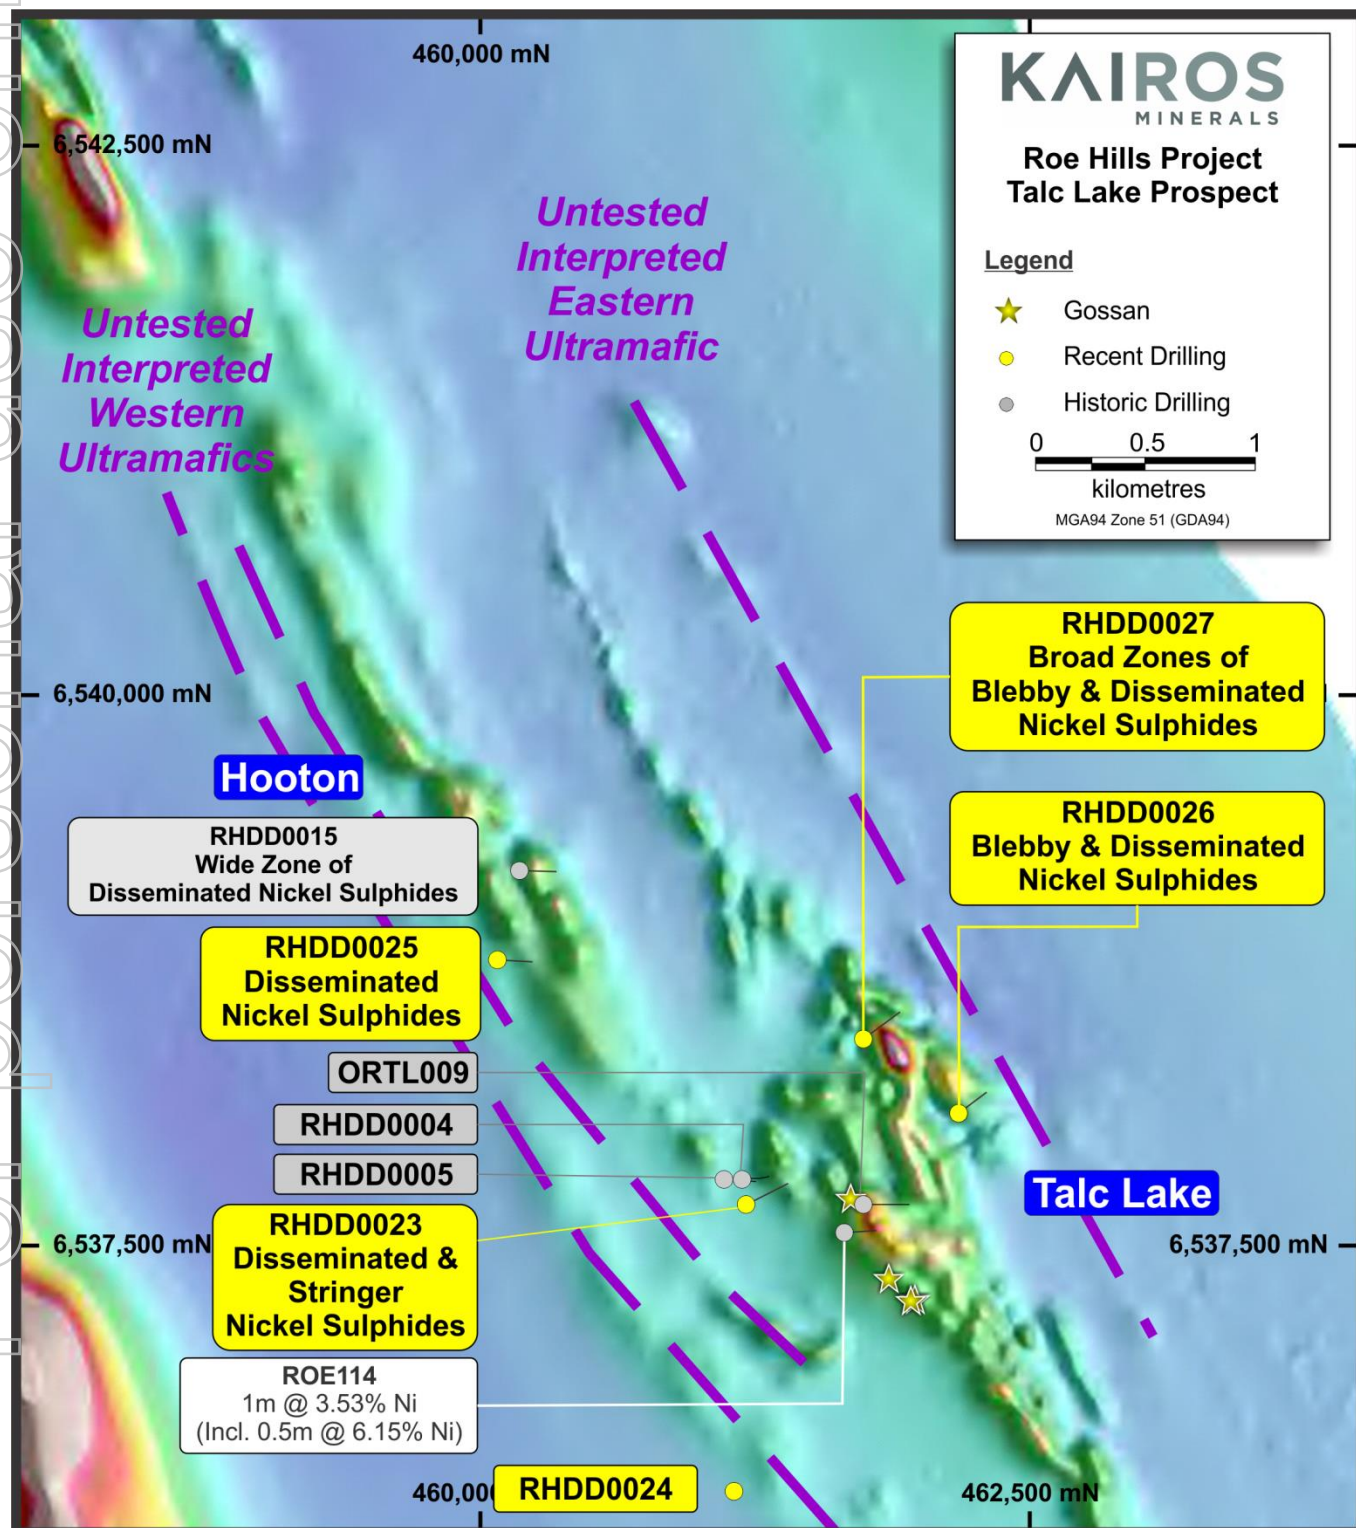 460,000 mN
KAIROS
MINERALS
Roe Hills Project
Talc Lake Prospect
Legend
Gossan
Recent Drilling
Historic Drilling
0 0.5 1
kilometres
MGA94 Zone 51 (GDA94)
6,542,500 mN
Untested
Interpreted
Eastern
Ultramafic
Untested
Interpreted
Western
Ultramafics
RHDD0027
Broad Zones of
Blebby & Disseminated
Nickel Sulphides
6,540,000 mN
Hooton
RHDD0026
Blebby & Disseminated
Nickel Sulphides
RHDD0015
Wide Zone of
Disseminated Nickel Sulphides
RHDD0025
Disseminated
Nickel Sulphides
ORTL009
RHDD0004
RHDD0005
Talc Lake
RHDD0023
Disseminated &
Stringer
Nickel Sulphides
6,537,500 mN
6,537,500 mN
ROE114
1m @ 3.53% Ni
(Incl. 0.5m @ 6.15% Ni)
460,00
RHDD0024
462,500 mN